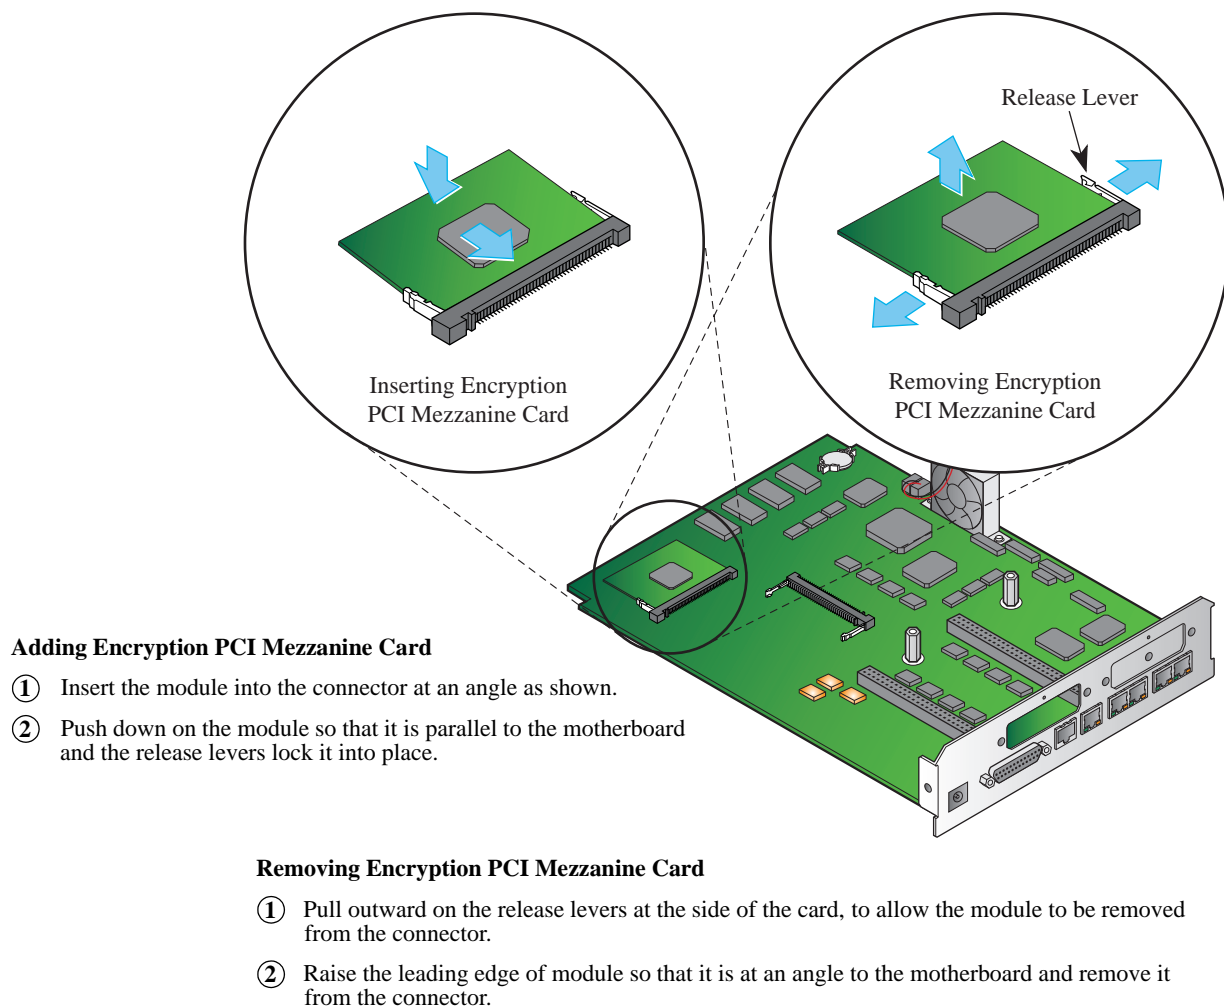 Release Lever
Inserting Encryption
PCI Mezzanine Card
Removing Encryption
PCI Mezzanine Card
Adding Encryption PCI Mezzanine Card
1 Insert the module into the connector at an angle as shown.
2 Push down on the module so that it is parallel to the motherboard
and the release levers lock it into place.
Removing Encryption PCI Mezzanine Card
1 Pull outward on the release levers at the side of the card, to allow the module to be removed
from the connector.
2 Raise the leading edge of module so that it is at an angle to the motherboard and remove it
from the connector.